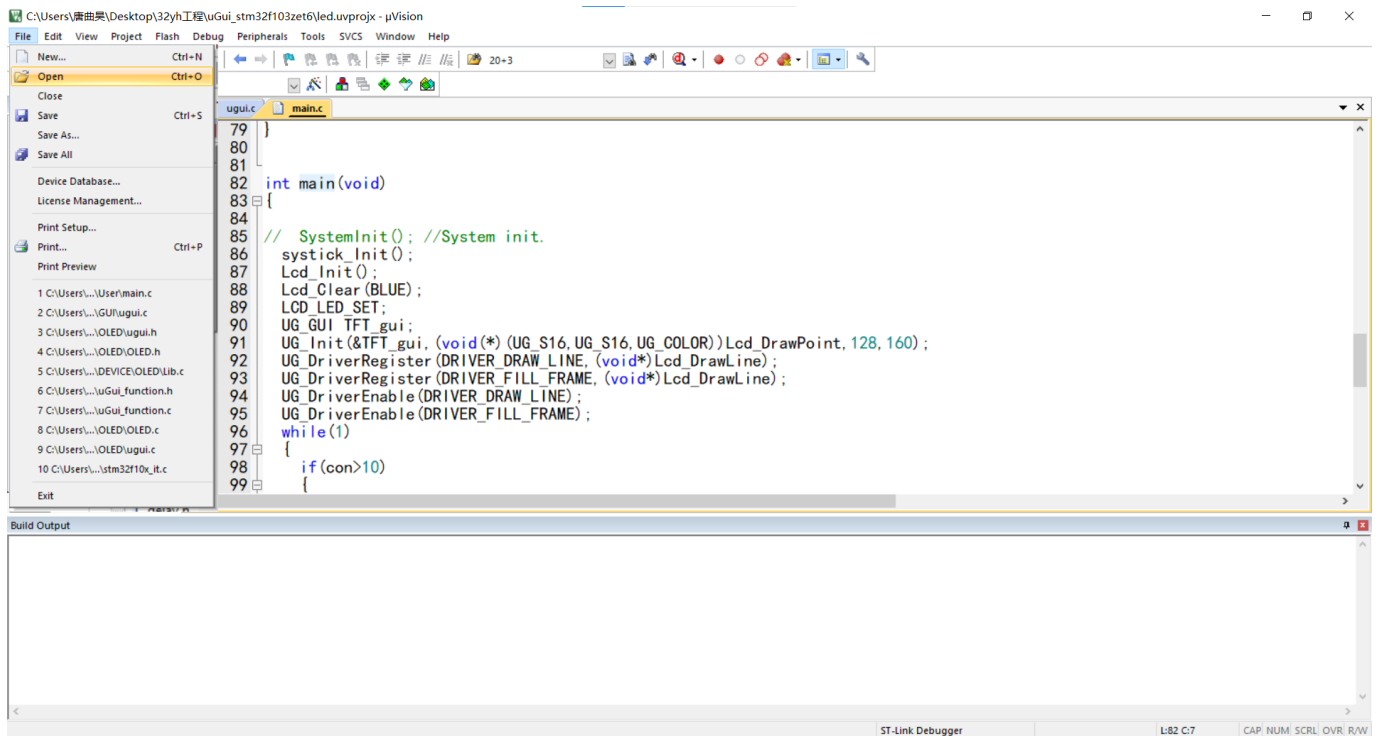 C:\Users\唐曲昊\Desktop\32yh工程\uGui_stm32f103zet6\led.uvprojx - µVision
File Edit View Project Flash Debug Peripherals Tools SVCS Window Help
New... Ctrl+N
Open Ctrl+O
Close
Save Ctrl+S
Save As...
Save All
Device Database...
License Management...
Print Setup...
Print... Ctrl+P
Print Preview
1 C:\Users\...\User\main.c
2 C:\Users\...\GUI\ugui.c
3 C:\Users\...\OLED\ugui.h
4 C:\Users\...\OLED\OLED.h
5 C:\Users\...\DEVICE\OLED\Lib.c
6 C:\Users\...\uGui_function.h
7 C:\Users\...\uGui_function.c
8 C:\Users\...\OLED\OLED.c
9 C:\Users\...\OLED\ugui.c
10 C:\Users\...\stm32f10x_it.c
Exit
20+3
ugui.c main.c
79 }
80
81
82 int main(void)
83 {
84
85 // SystemInit(); //System init.
86 systick_Init();
87 Lcd_Init();
88 Lcd_Clear(BLUE);
89 LCD_LED_SET;
90 UG_GUI TFT_gui;
91 UG_Init(&TFT_gui,(void(*)(UG_S16,UG_S16,UG_COLOR))Lcd_DrawPoint,128,160);
92 UG_DriverRegister(DRIVER_DRAW_LINE,(void*)Lcd_DrawLine);
93 UG_DriverRegister(DRIVER_FILL_FRAME,(void*)Lcd_DrawLine);
94 UG_DriverEnable(DRIVER_DRAW_LINE);
95 UG_DriverEnable(DRIVER_FILL_FRAME);
96 while(1)
97 {
98 if(con>10)
99 {
Build Output
ST-Link Debugger L:82 C:7 CAP NUM SCRL OVR R/W